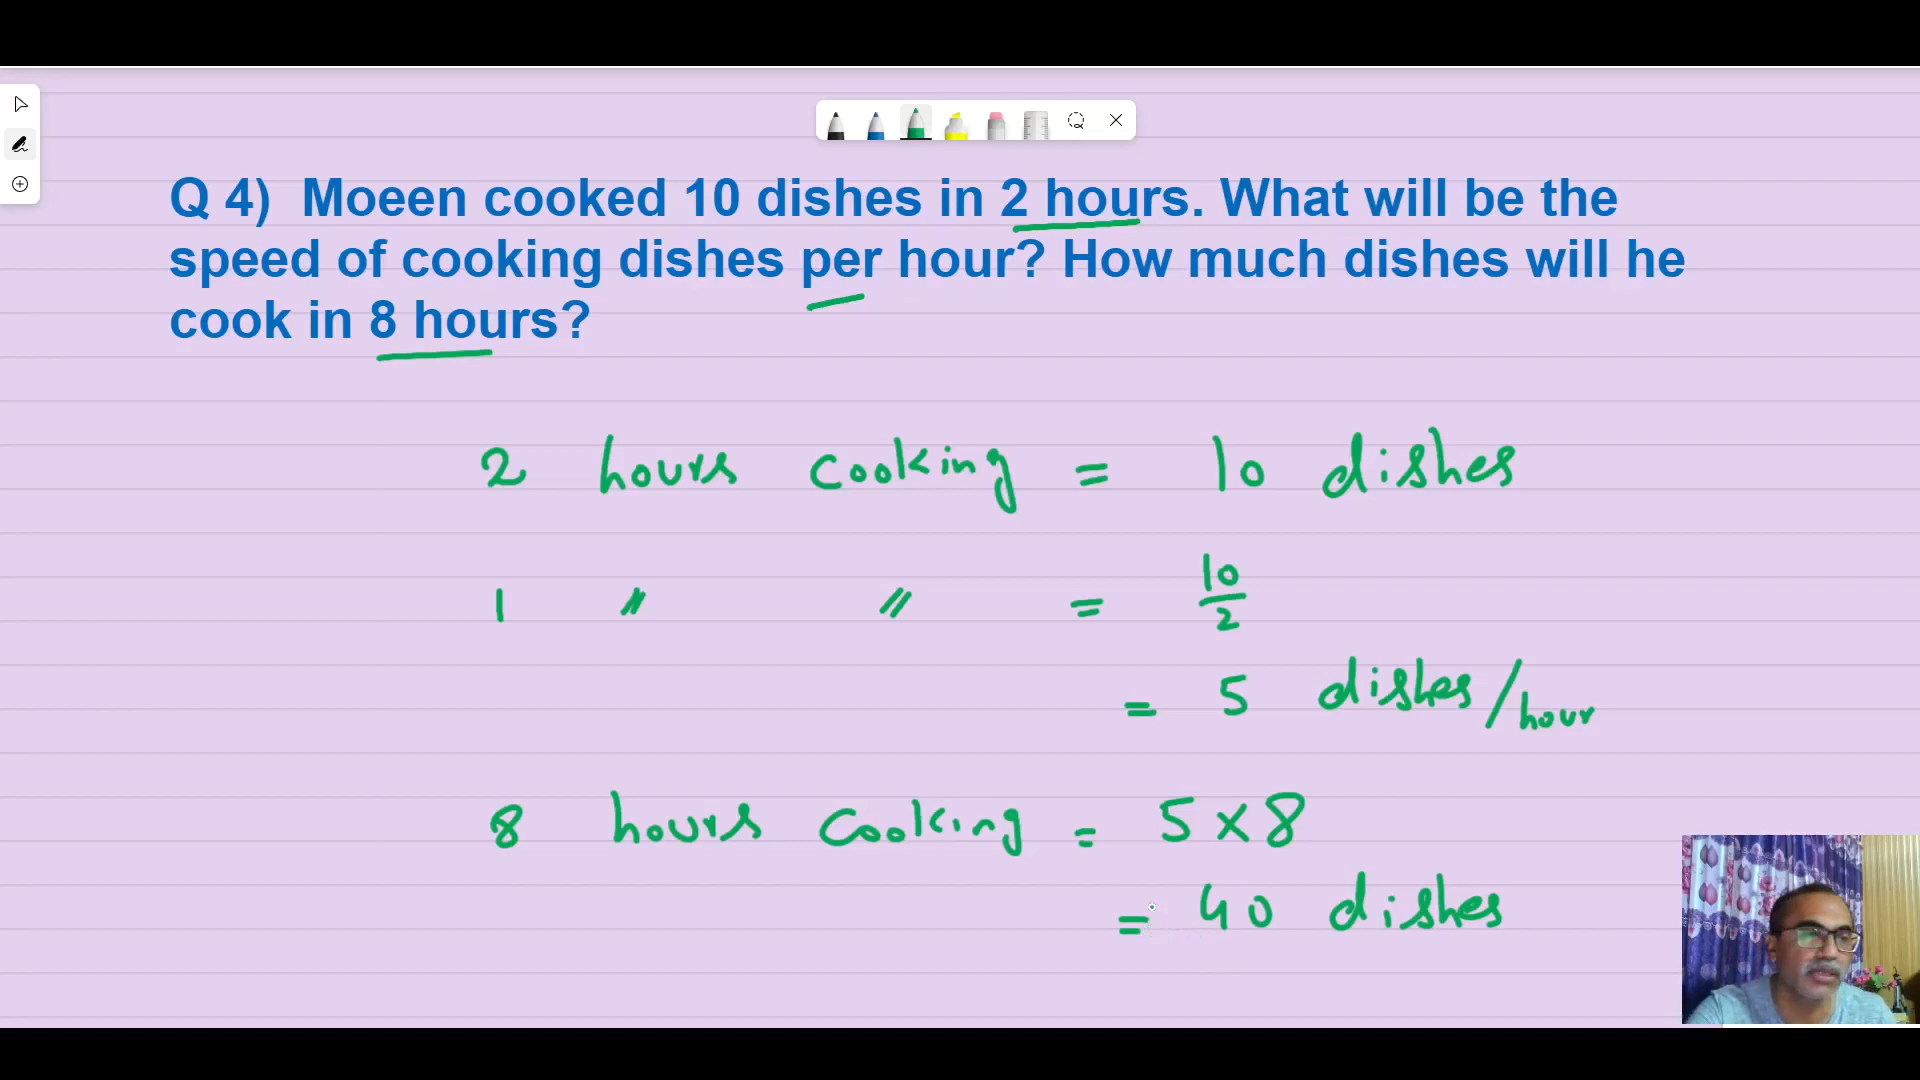 Q 4) Moeen cooked 10 dishes in 2 hours. What will be the
speed of cooking dishes per hour? How much dishes will he
cook in 8 hours?
2 hours cooking = 10 dishes
1 〃 〃 = 10/2
= 5 dishes/hour
8 hours cooking = 5 × 8
= 40 dishes